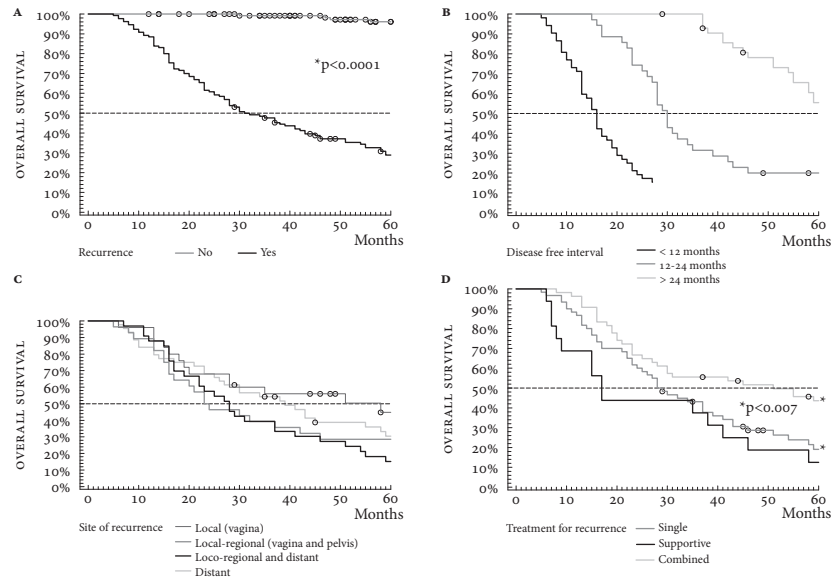 A
OVERALL SURVIVAL
100%
90%
80%
70%
60%
50%
40%
30%
20%
10%
0%
*p<0.0001
0 10 20 30 40 50 60
Months
Recurrence No Yes
B
OVERALL SURVIVAL
100%
90%
80%
70%
60%
50%
40%
30%
20%
10%
0%
0 10 20 30 40 50 60
Months
Disease free interval < 12 months
12-24 months
> 24 months
C
OVERALL SURVIVAL
100%
90%
80%
70%
60%
50%
40%
30%
20%
10%
0%
0 10 20 30 40 50 60
Months
Site of recurrence Local (vagina)
Local-regional (vagina and pelvis)
Loco-regional and distant
Distant
D
OVERALL SURVIVAL
100%
90%
80%
70%
60%
50%
40%
30%
20%
10%
0%
*
*p<0.007
*
0 10 20 30 40 50 60
Months
Treatment for recurrence Single
Supportive
Combined